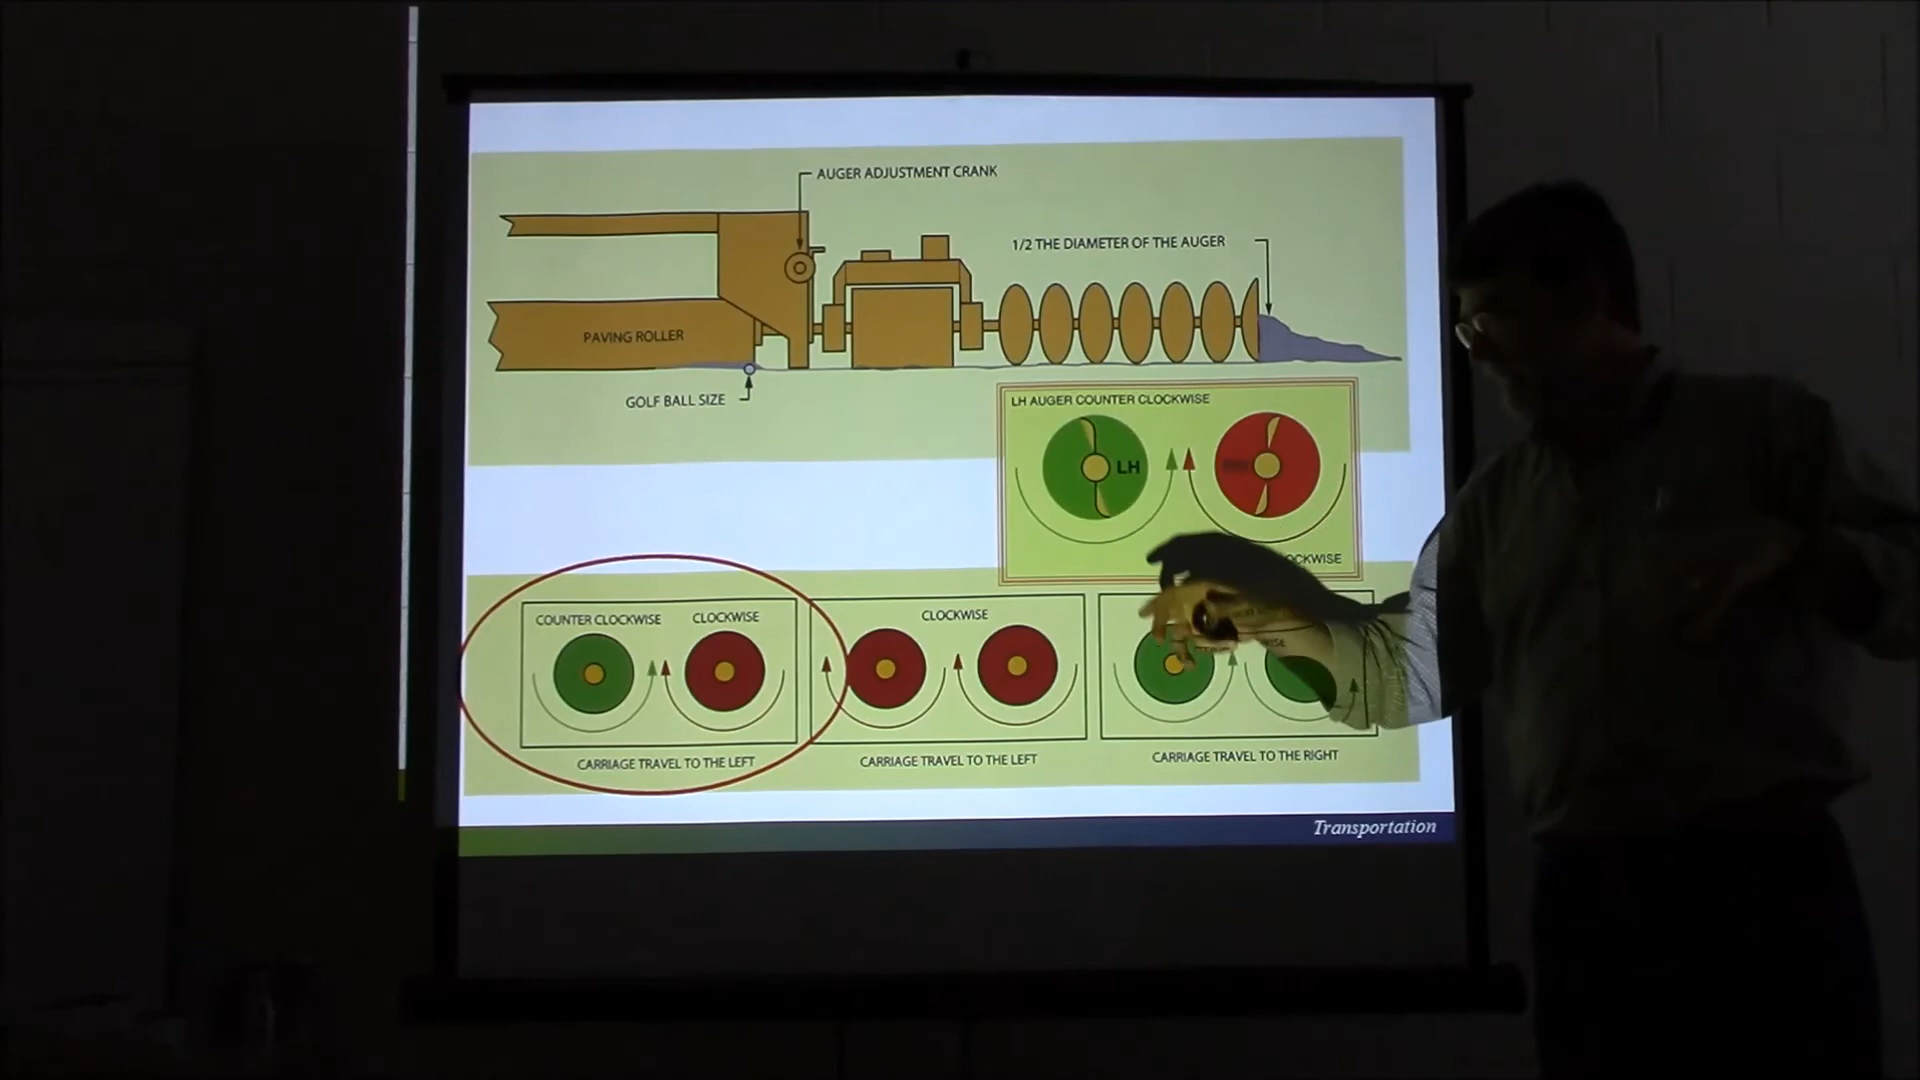 AUGER ADJUSTMENT CRANK
1/2 THE DIAMETER OF THE AUGER
PAVING ROLLER
GOLF BALL SIZE
LH AUGER COUNTER CLOCKWISE
LH
COUNTER CLOCKWISE
CLOCKWISE
CLOCKWISE
CARRIAGE TRAVEL TO THE LEFT
CARRIAGE TRAVEL TO THE LEFT
CARRIAGE TRAVEL TO THE RIGHT
Transportation